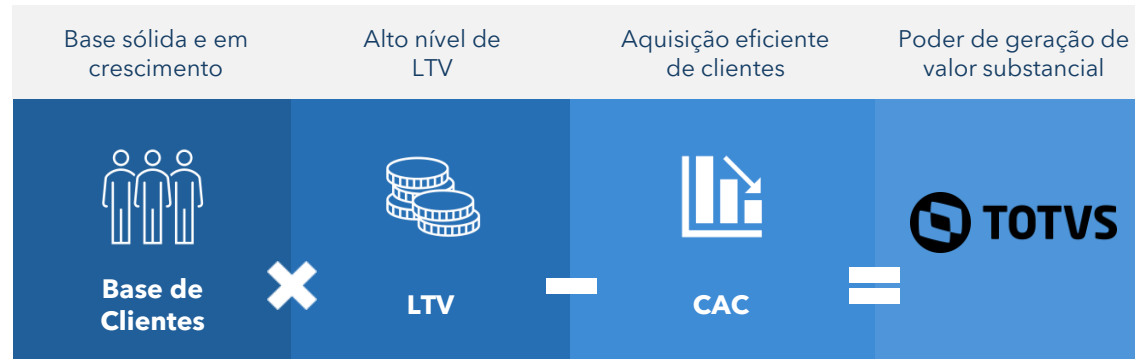 Base sólida e em
crescimento
Alto nível de
LTV
Aquisição eficiente
de clientes
Poder de geração de
valor substancial
Base de
Clientes
LTV
CAC
TOTVS